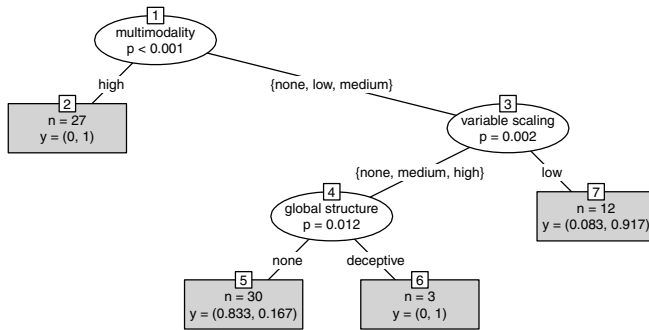 1
multimodality
p < 0.001
high
{none, low, medium}
2
n = 27
y = (0, 1)
3
variable scaling
p = 0.002
{none, medium, high}
low
4
global structure
p = 0.012
7
n = 12
y = (0.083, 0.917)
none
deceptive
5
n = 30
y = (0.833, 0.167)
6
n = 3
y = (0, 1)